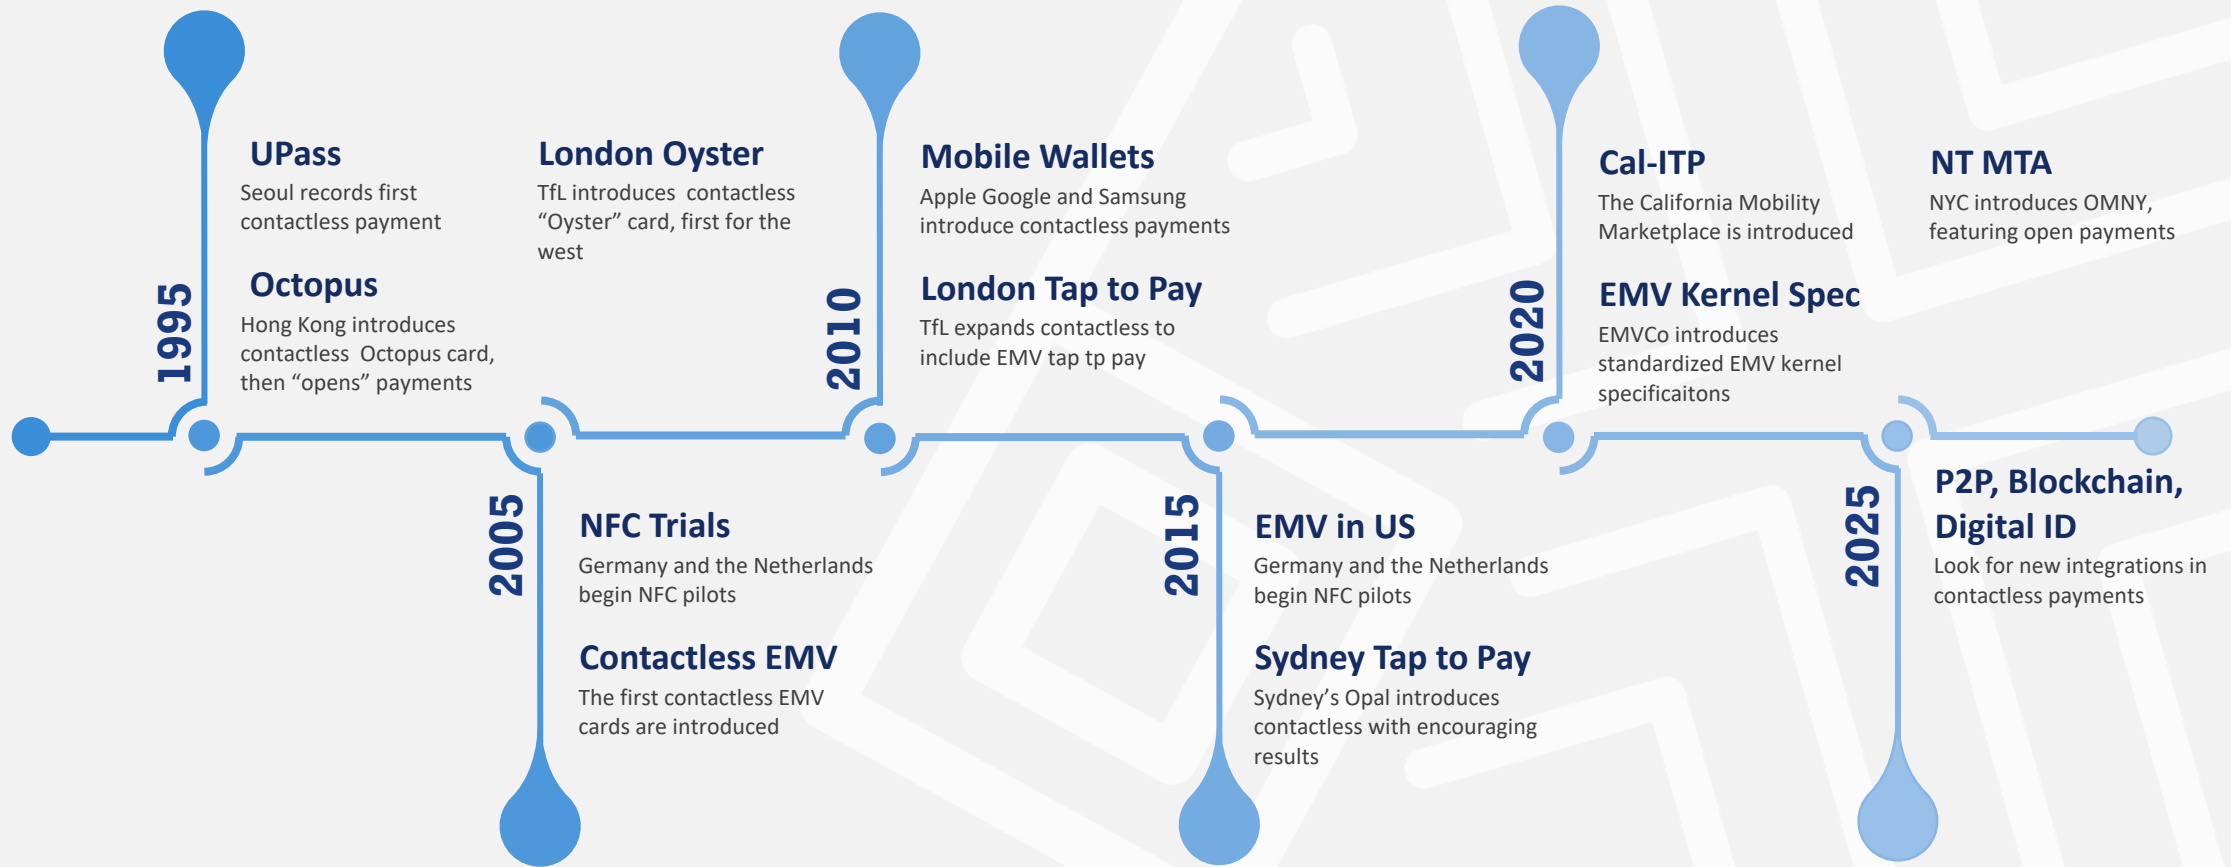 1995
UPass
Seoul records first
contactless payment
Octopus
Hong Kong introduces
contactless Octopus card,
then “opens” payments
London Oyster
TfL introduces contactless
“Oyster” card, first for the
west
2005
NFC Trials
Germany and the Netherlands
begin NFC pilots
Contactless EMV
The first contactless EMV
cards are introduced
2010
Mobile Wallets
Apple Google and Samsung
introduce contactless payments
London Tap to Pay
TfL expands contactless to
include EMV tap tp pay
2015
EMV in US
Germany and the Netherlands
begin NFC pilots
Sydney Tap to Pay
Sydney’s Opal introduces
contactless with encouraging
results
2020
Cal-ITP
The California Mobility
Marketplace is introduced
EMV Kernel Spec
EMVCo introduces
standardized EMV kernel
specificaitons
NT MTA
NYC introduces OMNY,
featuring open payments
2025
P2P, Blockchain,
Digital ID
Look for new integrations in
contactless payments